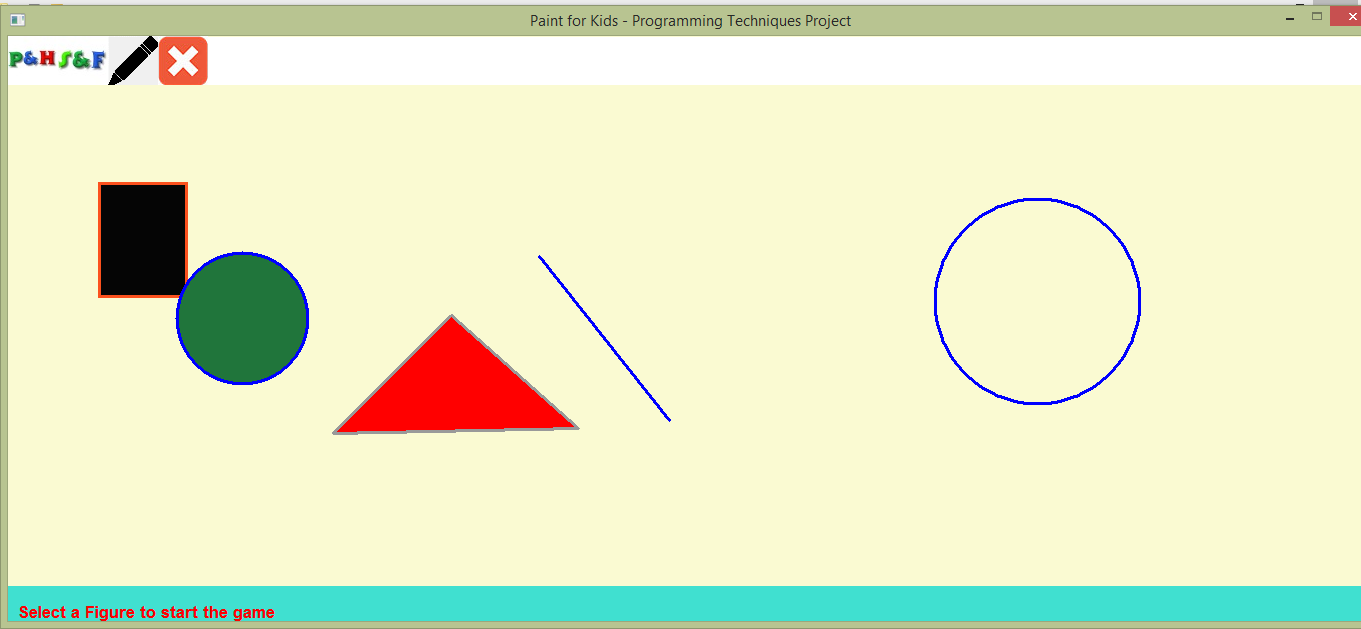 Paint for Kids - Programming Techniques Project
P&H S&F
Select a Figure to start the game